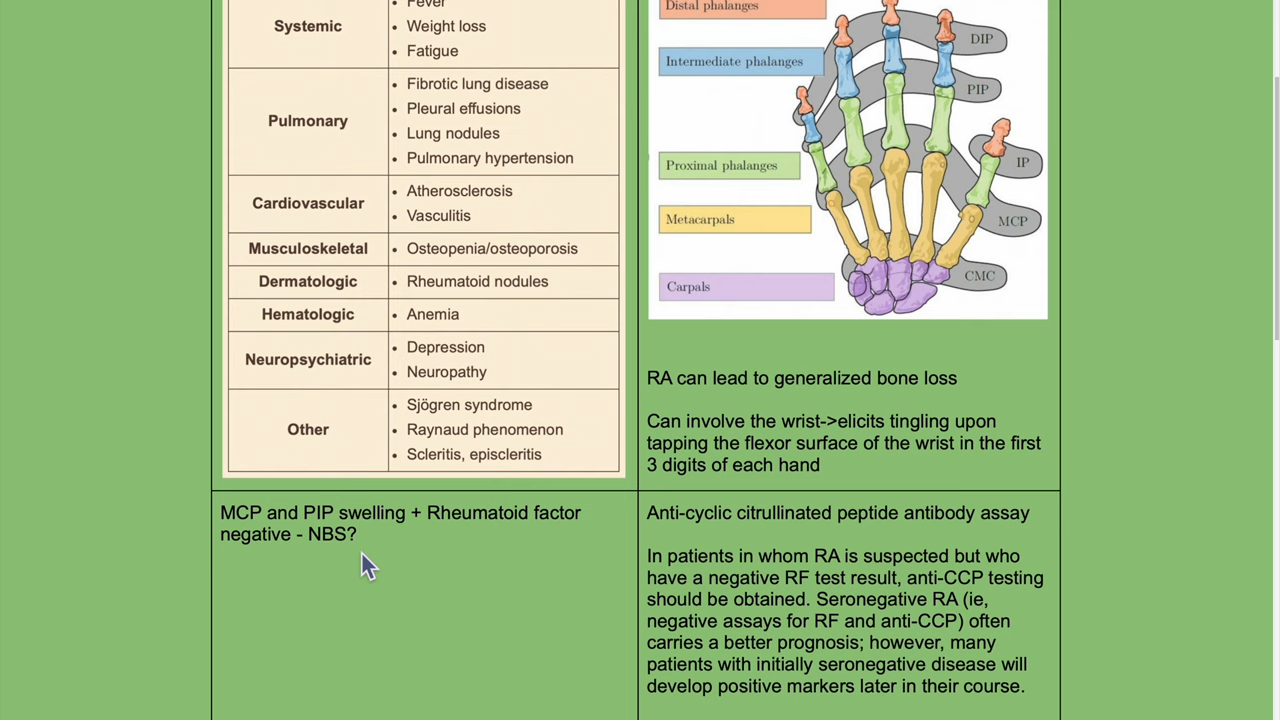 Fever
Systemic
Weight loss
Fatigue
Pulmonary
Fibrotic lung disease
Pleural effusions
Lung nodules
Pulmonary hypertension
Cardiovascular
Atherosclerosis
Vasculitis
Musculoskeletal
Osteopenia/osteoporosis
Dermatologic
Rheumatoid nodules
Hematologic
Anemia
Neuropsychiatric
Depression
Neuropathy
Other
Sjögren syndrome
Raynaud phenomenon
Scleritis, episcleritis
Distal phalanges
Intermediate phalanges
Proximal phalanges
Metacarpals
Carpals
DIP
PIP
IP
MCP
CMC
RA can lead to generalized bone loss
Can involve the wrist->elicits tingling upon
tapping the flexor surface of the wrist in the first
3 digits of each hand
MCP and PIP swelling + Rheumatoid factor
negative - NBS?
Anti-cyclic citrullinated peptide antibody assay
In patients in whom RA is suspected but who
have a negative RF test result, anti-CCP testing
should be obtained. Seronegative RA (ie,
negative assays for RF and anti-CCP) often
carries a better prognosis; however, many
patients with initially seronegative disease will
develop positive markers later in their course.